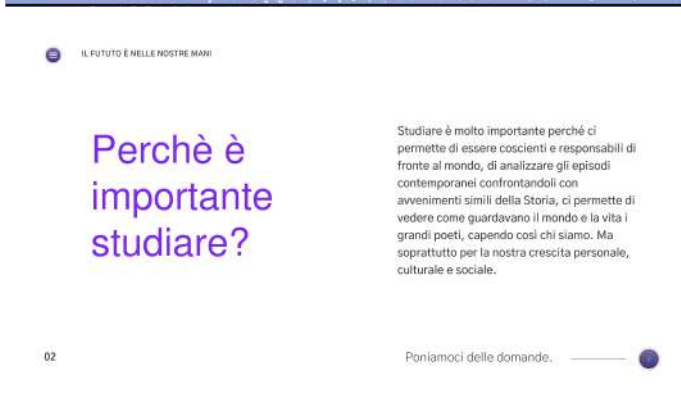 IL FUTUTO È NELLE NOSTRE MANI
Perchè è
importante
studiare?
Studiare è molto importante perché ci
permette di essere coscienti e responsabili di
fronte al mondo, di analizzare gli episodi
contemporanei confrontandoli con
avvenimenti simili della Storia, ci permette di
vedere come guardavano il mondo e la vita i
grandi poeti, capendo così chi siamo. Ma
soprattutto per la nostra crescita personale,
culturale e sociale.
02
Poniamoci delle domande.